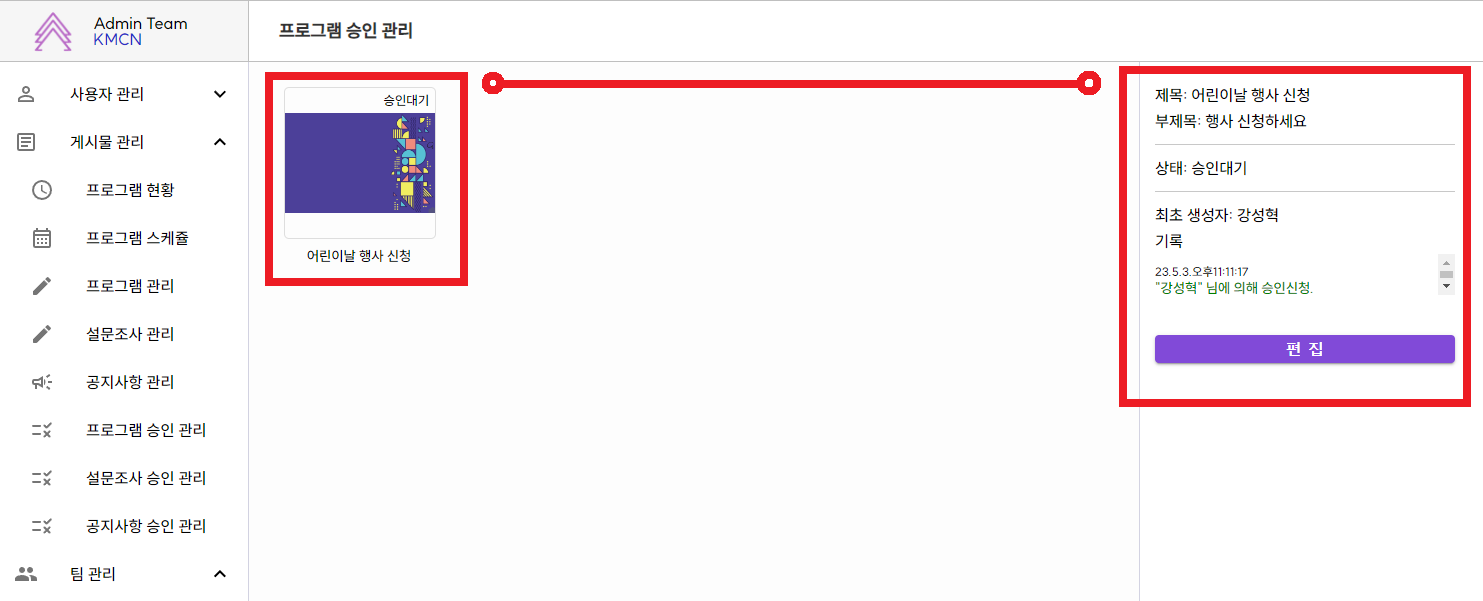 Admin Team
KMCN
프로그램 승인 관리
사용자 관리
게시물 관리
프로그램 현황
프로그램 스케쥴
프로그램 관리
설문조사 관리
공지사항 관리
프로그램 승인 관리
설문조사 승인 관리
공지사항 승인 관리
팀 관리
승인대기
어린이날 행사 신청
제목: 어린이날 행사 신청
부제목: 행사 신청하세요
상태: 승인대기
최초 생성자: 강성혁
기록
23.5.3.오후11:11:17
"강성혁" 님에 의해 승인신청.
편 집